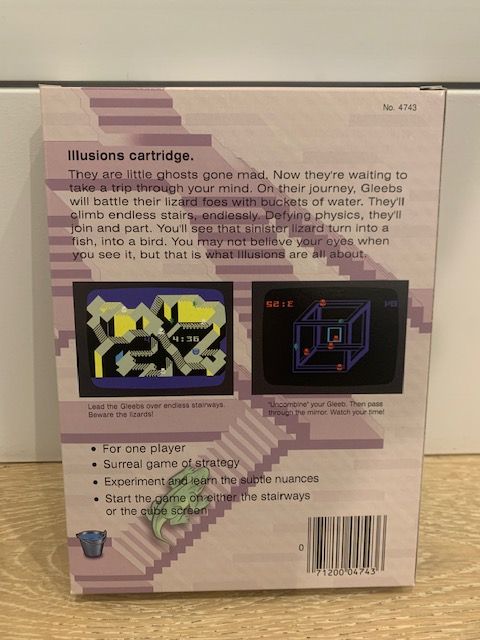 No. 4743
Illusions cartridge.
They are little ghosts gone mad. Now they're waiting to
take a trip through your mind. On their journey, Gleebs
will battle their lizard foes with buckets of water. They'll
climb endless stairs, endlessly. Defying physics, they'll
join and part. You'll see that sinister lizard turn into a
fish, into a bird. You may not believe your eyes when
you see it, but that is what Illusions are all about.
4:36
Lead the Gleebs over endless stairways.
Beware the lizards!
"Uncombine" your Gleeb. Then pass
through the mirror. Watch your time!
• For one player
• Surreal game of strategy
• Experiment and learn the subtle nuances
• Start the game on either the stairways
or the cube screen
0
71200 04743